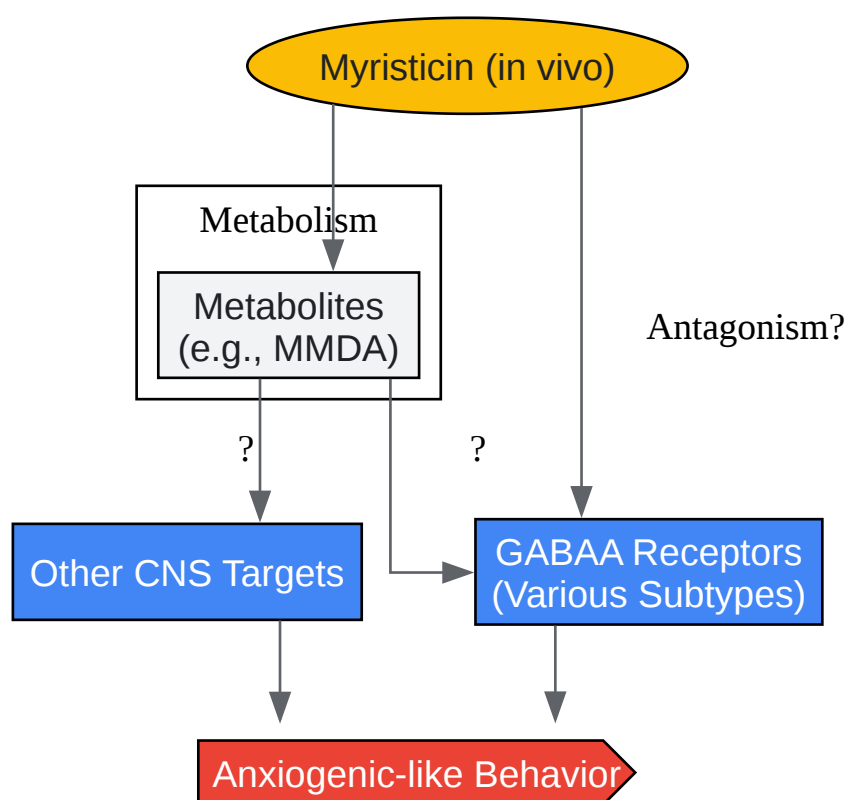 Myristicin (in vivo)
Metabolism
Metabolites
(e.g., MMDA)
Antagonism?
?
?
Other CNS Targets
GABAA Receptors
(Various Subtypes)
Anxiogenic-like Behavior